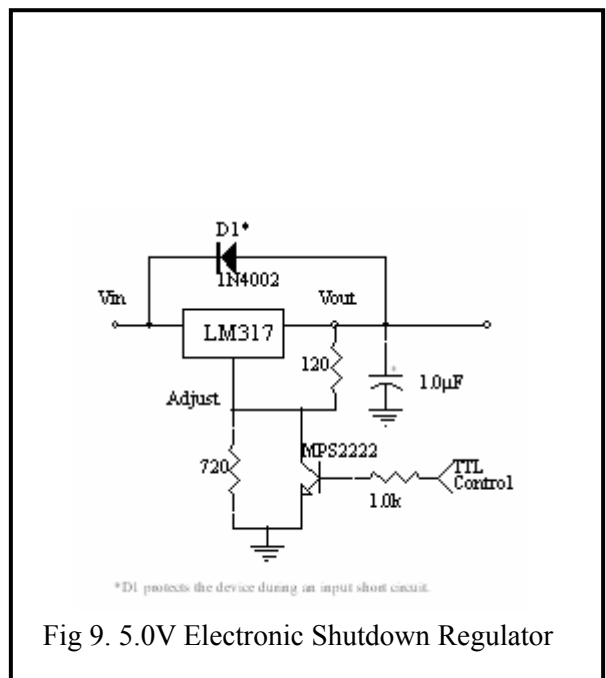 D1*
1N4002
Vin
Vout
LM317
120
1.0µF
Adjust
MPS2222
720
TTL
Control
1.0k
*D1 protects the device during an input short circuit.
Fig 9. 5.0V Electronic Shutdown Regulator